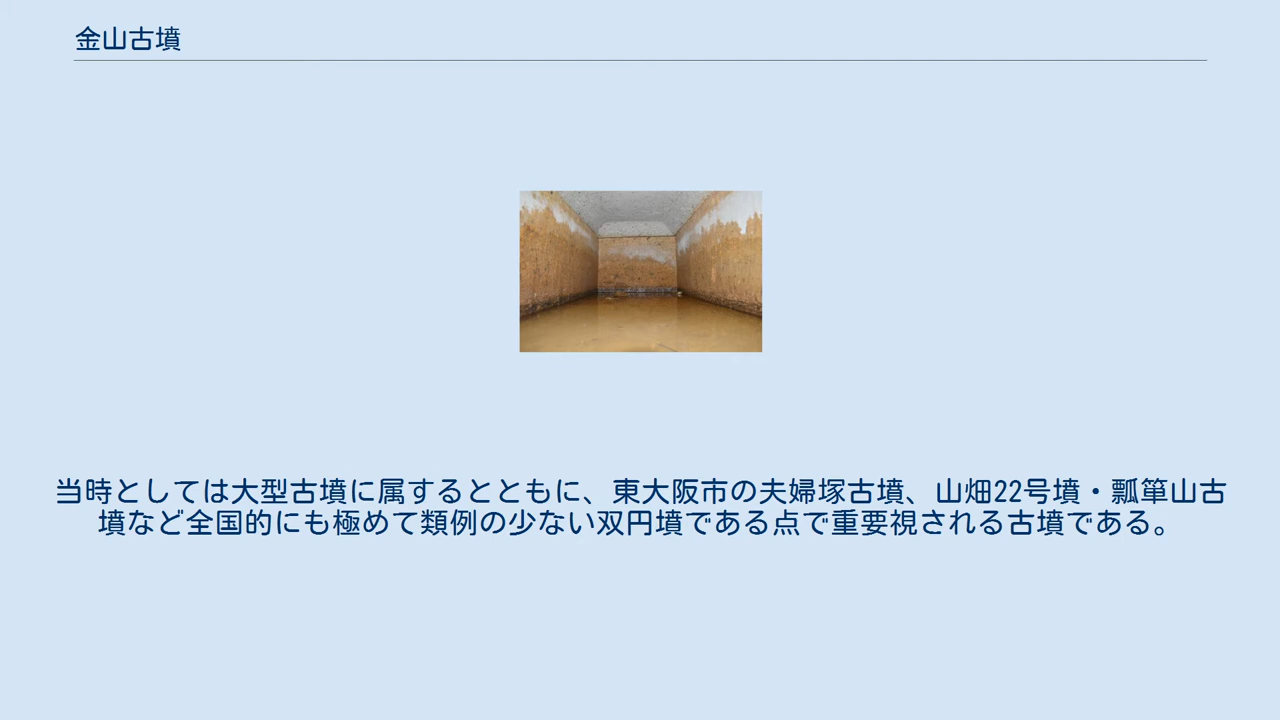 金山古墳
当時としては大型古墳に属するとともに、東大阪市の夫婦塚古墳、山畑22号墳・瓢箪山古
墳など全国的にも極めて類例の少ない双円墳である点で重要視される古墳である。